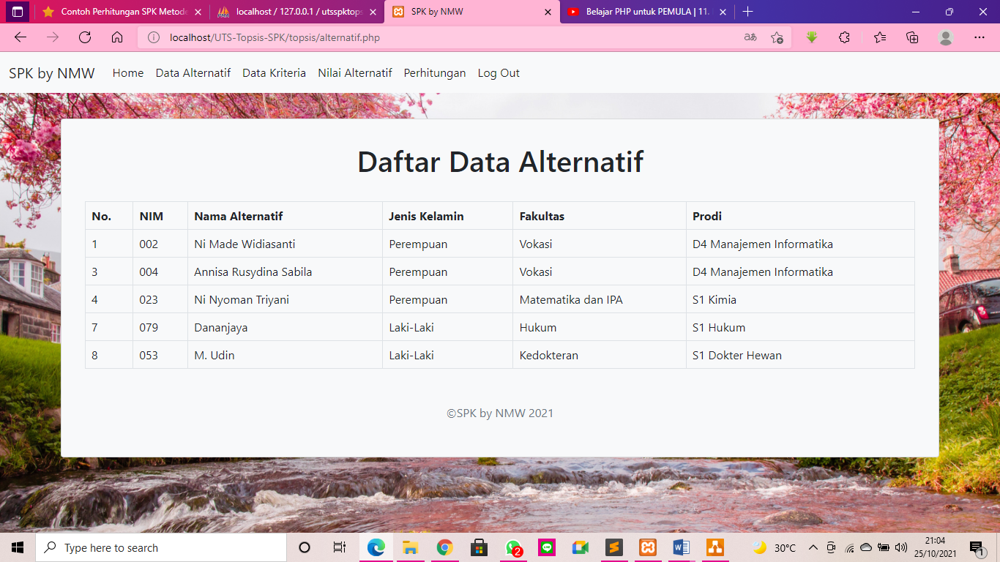 Contoh Perhitungan SPK Metode
localhost / 127.0.0.1 / utsspktops
SPK by NMW
Belajar PHP untuk PEMULA | 11.
localhost/UTS-Topsis-SPK/topsis/alternatif.php
SPK by NMW Home Data Alternatif Data Kriteria Nilai Alternatif Perhitungan Log Out
Daftar Data Alternatif
No. NIM Nama Alternatif Jenis Kelamin Fakultas Prodi
1 002 Ni Made Widiasanti Perempuan Vokasi D4 Manajemen Informatika
3 004 Annisa Rusydina Sabila Perempuan Vokasi D4 Manajemen Informatika
4 023 Ni Nyoman Triyani Perempuan Matematika dan IPA S1 Kimia
7 079 Dananjaya Laki-Laki Hukum S1 Hukum
8 053 M. Udin Laki-Laki Kedokteran S1 Dokter Hewan
©SPK by NMW 2021
Type here to search
2
30°C
21:04
25/10/2021
1